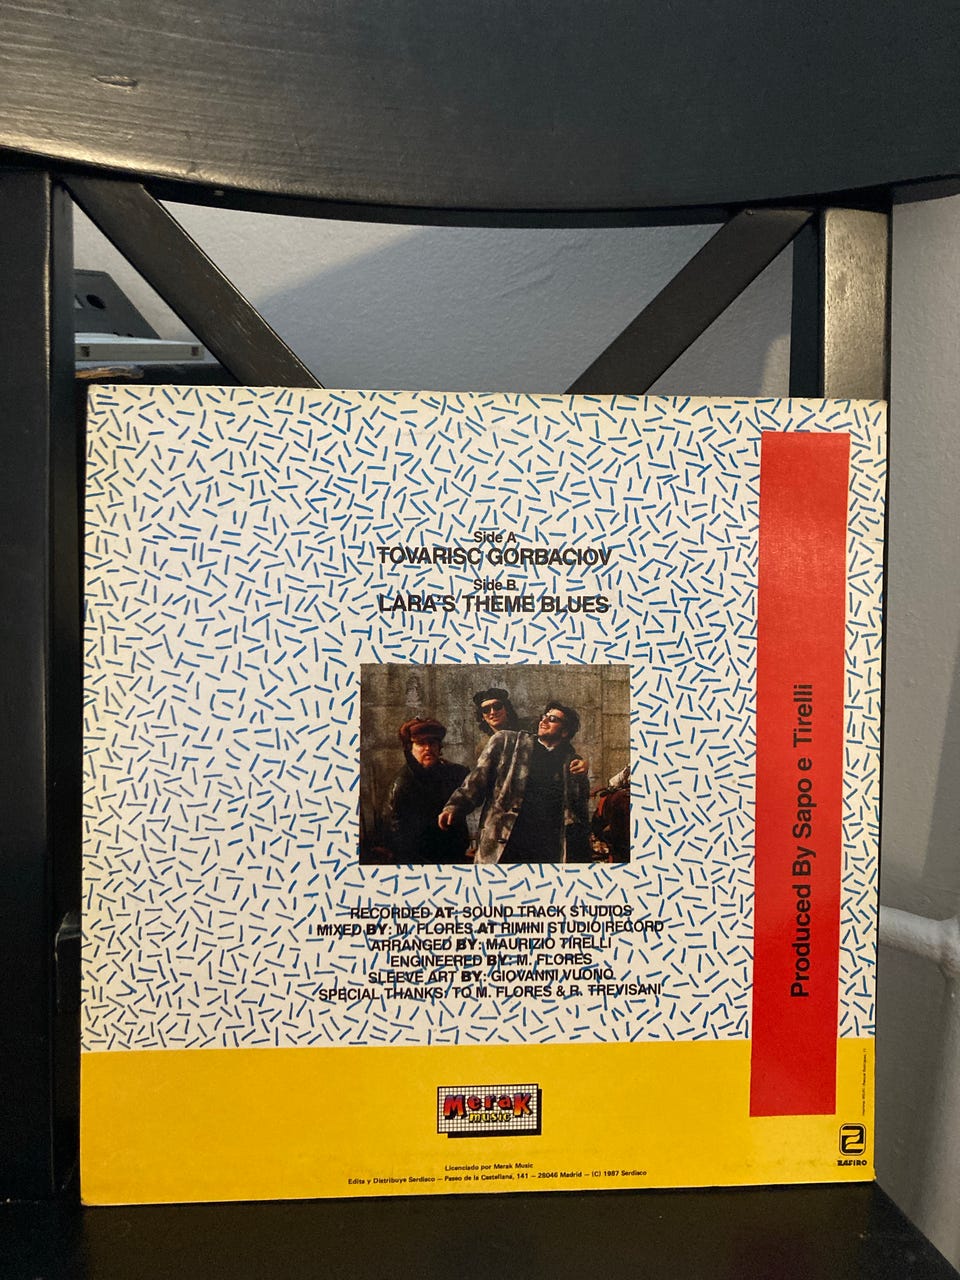 Side A
TOVARISC GORBACIOV
Side B
LARA'S THEME BLUES
RECORDED AT: SOUND TRACK STUDIOS
MIXED BY: M. FLORES AT RIMINI STUDIO RECORD
ARRANGED BY: MAURIZIO TIRELLI
ENGINEERED BY: M. FLORES
SLEEVE ART BY: GIOVANNI VUONO
SPECIAL THANKS: TO M. FLORES & R. TREVISANI
Produced By Sapo e Tirelli
MeraK
MUSIC
Licenciado por Merak Music
Edita y Distribuye Serdisco — Paseo de la Castellana, 141 — 28046 Madrid — (C) 1987 Serdisco
ZAFIRO